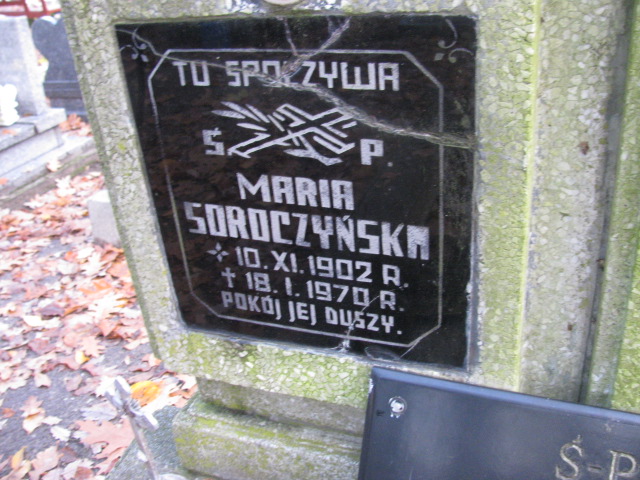 TU SPOCZYWA
Ś. P.
MARIA
SOROCZYŃSKA
10. XI. 1902 R.
† 18. I. 1970 R.
POKÓJ JEJ DUSZY.
Ś-P